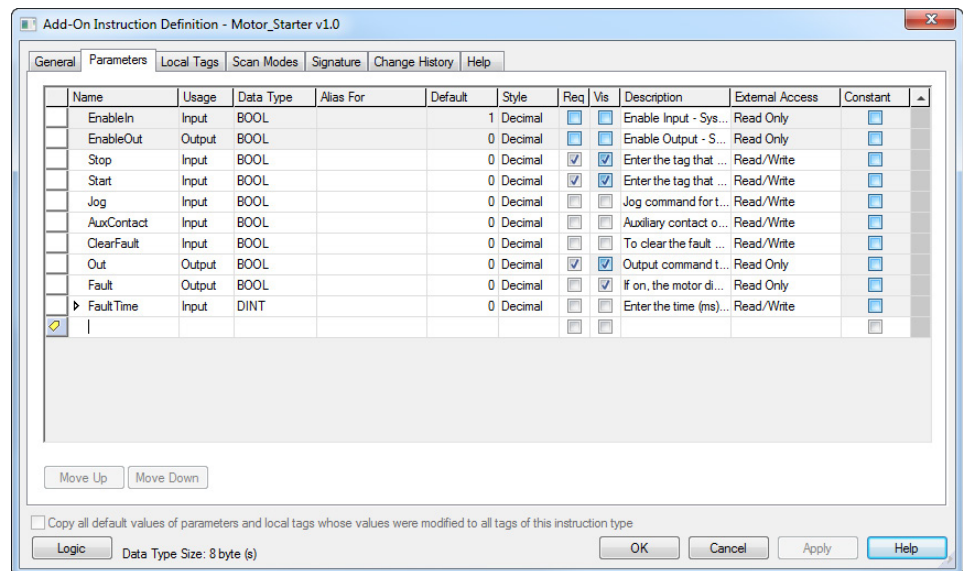 Add-On Instruction Definition - Motor_Starter v1.0
General Parameters Local Tags Scan Modes Signature Change History Help
Name Usage Data Type Alias For Default Style Req Vis Description External Access Constant
EnableIn Input BOOL 1 Decimal Enable Input - Sys... Read Only
EnableOut Output BOOL 0 Decimal Enable Output - S... Read Only
Stop Input BOOL 0 Decimal Enter the tag that ... Read/Write
Start Input BOOL 0 Decimal Enter the tag that ... Read/Write
Jog Input BOOL 0 Decimal Jog command for t... Read/Write
AuxContact Input BOOL 0 Decimal Auxiliary contact o... Read/Write
ClearFault Input BOOL 0 Decimal To clear the fault ... Read/Write
Out Output BOOL 0 Decimal Output command t... Read Only
Fault Output BOOL 0 Decimal If on, the motor di... Read Only
FaultTime Input DINT 0 Decimal Enter the time (ms)... Read/Write
Move Up Move Down
Copy all default values of parameters and local tags whose values were modified to all tags of this instruction type
Logic Data Type Size: 8 byte (s) OK Cancel Apply Help